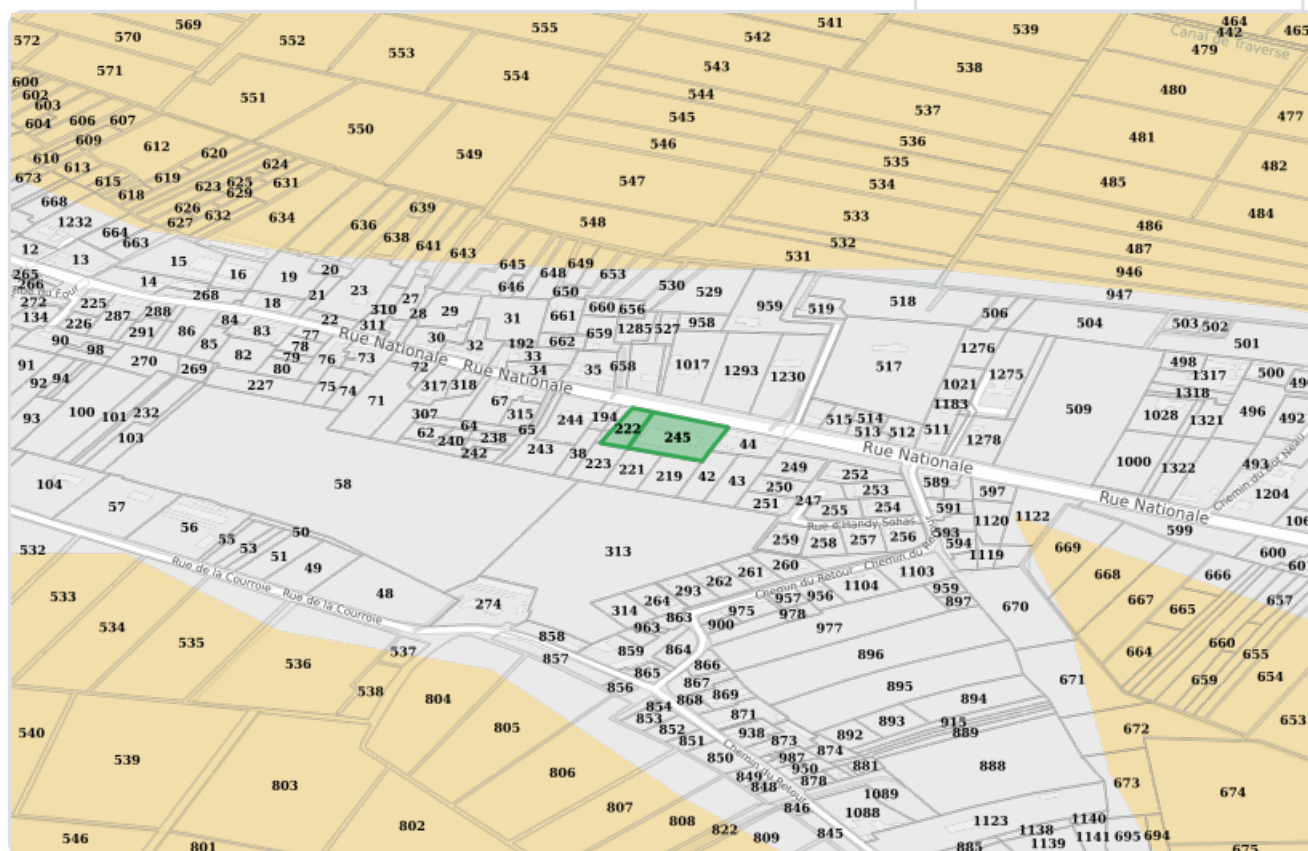 569 555 541 539 464
572 570 552 553 542 442 465
Canal de Traverse
479
571 554 543 538
600 602 603 551 544 480
604 606 607 550 545 537 477
609 546 536 481
610 612 620 549 535 482
613 624
673 615 619 623 625 631 547 534 485
618 629
668 626 632 634 639 548 533 484
627 636 486
1232 664 638 641 532 487
12 663 643 531
13 15 645 649 946
265 14 16 19 20 646 648 653 530 529 947
266 268 21 23 27 650 959 519 518
272 225 288 18 310 28 29 31 661 660 656 506
134 226 287 84 22 311 30 659 1285 527 958 504 503 502
Rue du Four
90 291 86 83 77 32 192 662 501
98 85 78 33 1276
Rue Nationale
Rue Nationale
91 270 82 79 76 73 72 34 35 658 1017 1293 1230 517 1275 498 1317 500
92 94 269 80 317 318 1021 1318
227 75 74 71 67 1183 509 1028 496 492
93 100 101 232 307 315 244 194 515 514 1321
103 62 64 65 222 245 513 512 511
240 238 44 1278
242 243 38
Rue Nationale
493
223 221 219 42 43 249 252 1000 1322
104 58 250 253 589 597 1204
57 251 247 255 254 591
Rue Nationale
56 50 Rue d'Handy Sahas 593 1120 1122 599
55 53 259 258 257 256 594
532 51 49 313 260 1119 669 600
Rue de la Courroie
Rue de la Courroie
533 48 274 262 261 1103 668 666
Chemin du Retour
293 1104 959 657
264 957 956 897 670 667 665
534 314 975 978
535 858 963 863 900 977 660
537 857 859 864 896 664 655
536 865 866 671 659 654
538 856 867 895
804 854 868 869 894 653
540 853 871 893 915 672
805 852 938 892 889
539 851 873 874
Chemin du Retour
850 987 881 888
803 806 849 950 878 673 674
848 1089
807 846 1088
802 808 822 1123 1140
546 809 845 1138 1141 695 694
801 885 1139 675